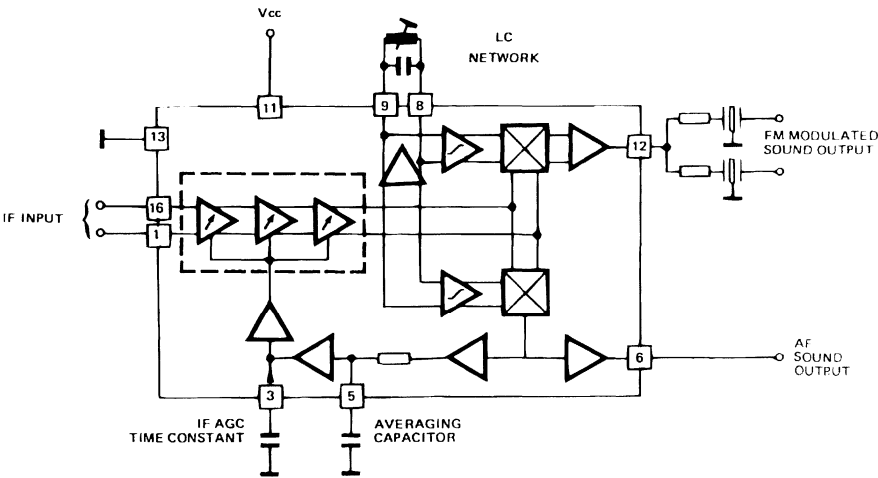 Vcc
LC
NETWORK
11
9
8
13
12
FM MODULATED
SOUND OUTPUT
16
IF INPUT
1
6
AF
SOUND
OUTPUT
3
5
IF AGC
TIME CONSTANT
AVERAGING
CAPACITOR